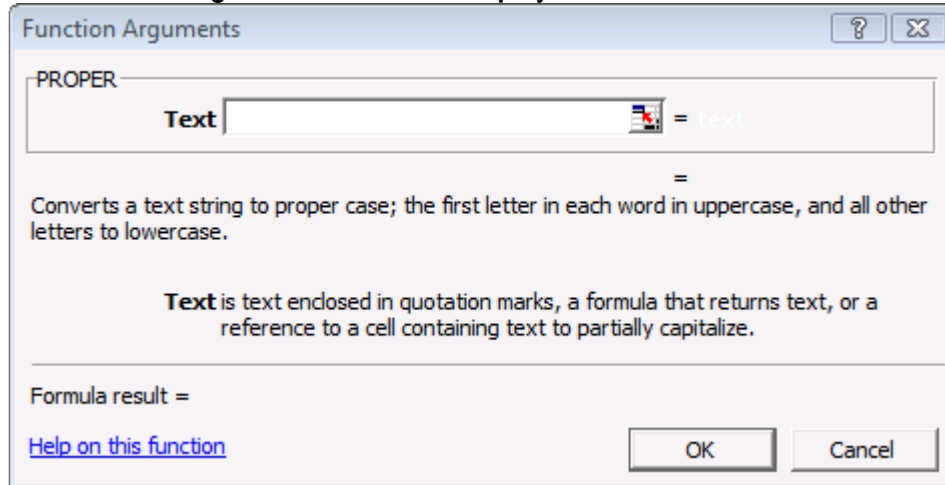 Function Arguments
PROPER
Text = text
=
Converts a text string to proper case; the first letter in each word in uppercase, and all other
letters to lowercase.
Text is text enclosed in quotation marks, a formula that returns text, or a
reference to a cell containing text to partially capitalize.
Formula result =
Help on this function
OK Cancel